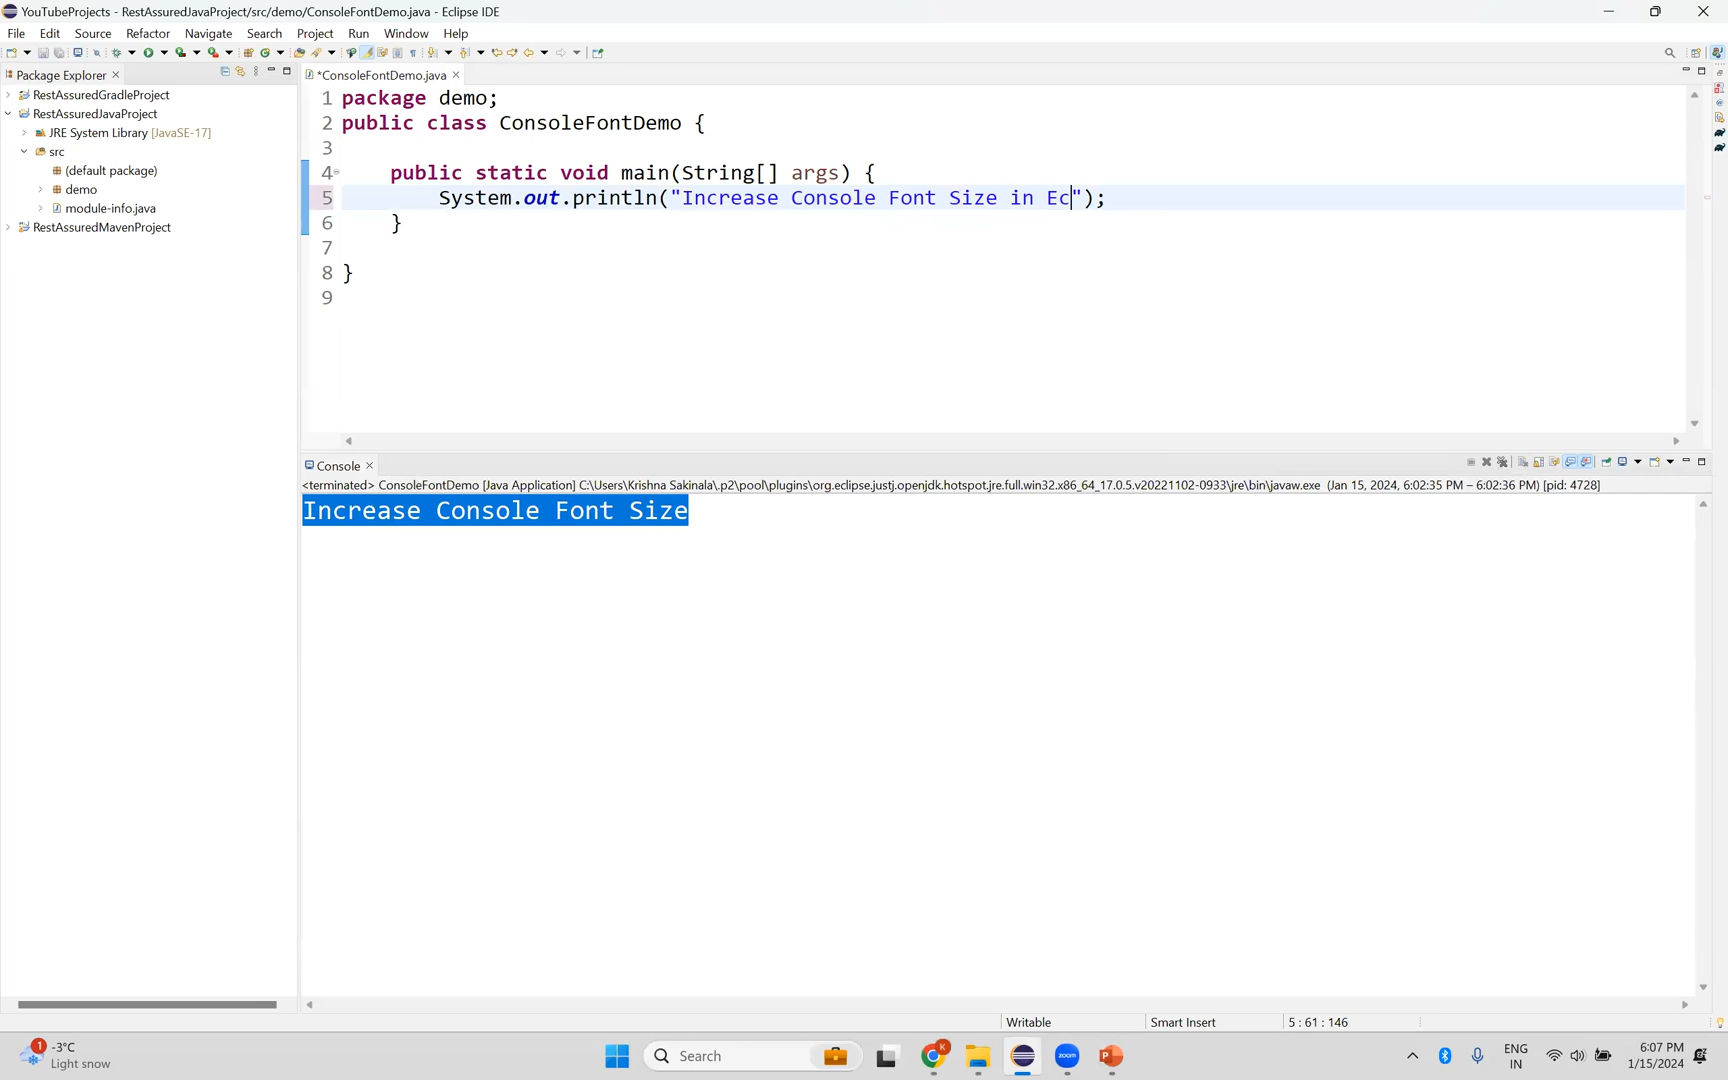 YouTubeProjects - RestAssuredJavaProject/src/demo/ConsoleFontDemo.java - Eclipse IDE
File Edit Source Refactor Navigate Search Project Run Window Help
Package Explorer
*ConsoleFontDemo.java
RestAssuredGradleProject
RestAssuredJavaProject
JRE System Library [JavaSE-17]
src
(default package)
demo
module-info.java
RestAssuredMavenProject
1 package demo;
2 public class ConsoleFontDemo {
3
4 public static void main(String[] args) {
5 System.out.println("Increase Console Font Size in Ec");
6 }
7
8 }
9
Console
<terminated> ConsoleFontDemo [Java Application] C:\Users\Krishna Sakinala\.p2\pool\plugins\org.eclipse.justj.openjdk.hotspot.jre.full.win32.x86_64_17.0.5.v20221102-0933\jre\bin\javaw.exe (Jan 15, 2024, 6:02:35 PM – 6:02:36 PM) [pid: 4728]
Increase Console Font Size
Writable Smart Insert 5 : 61 : 146
1
-3°C
Light snow
Search
K
zoom
P
ENG
IN
6:07 PM
1/15/2024